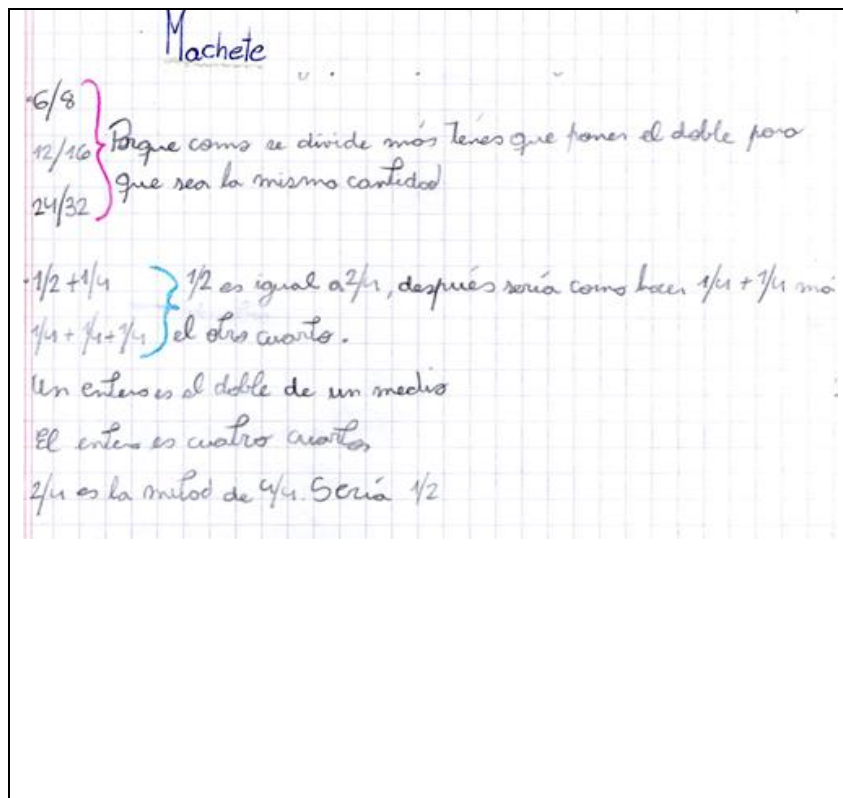 Machete
6/8
12/16 Porque como se divide más tenés que poner el doble para
que sea la misma cantidad
24/32
1/2 + 1/4 1/2 es igual a 2/4, después sería como hacer 1/4 + 1/4 má
1/4 + 1/4 + 1/4 el otro cuarto.
Un entero es el doble de un medio
El entero es cuatro cuartos
2/4 es la mitad de 4/4. Sería 1/2